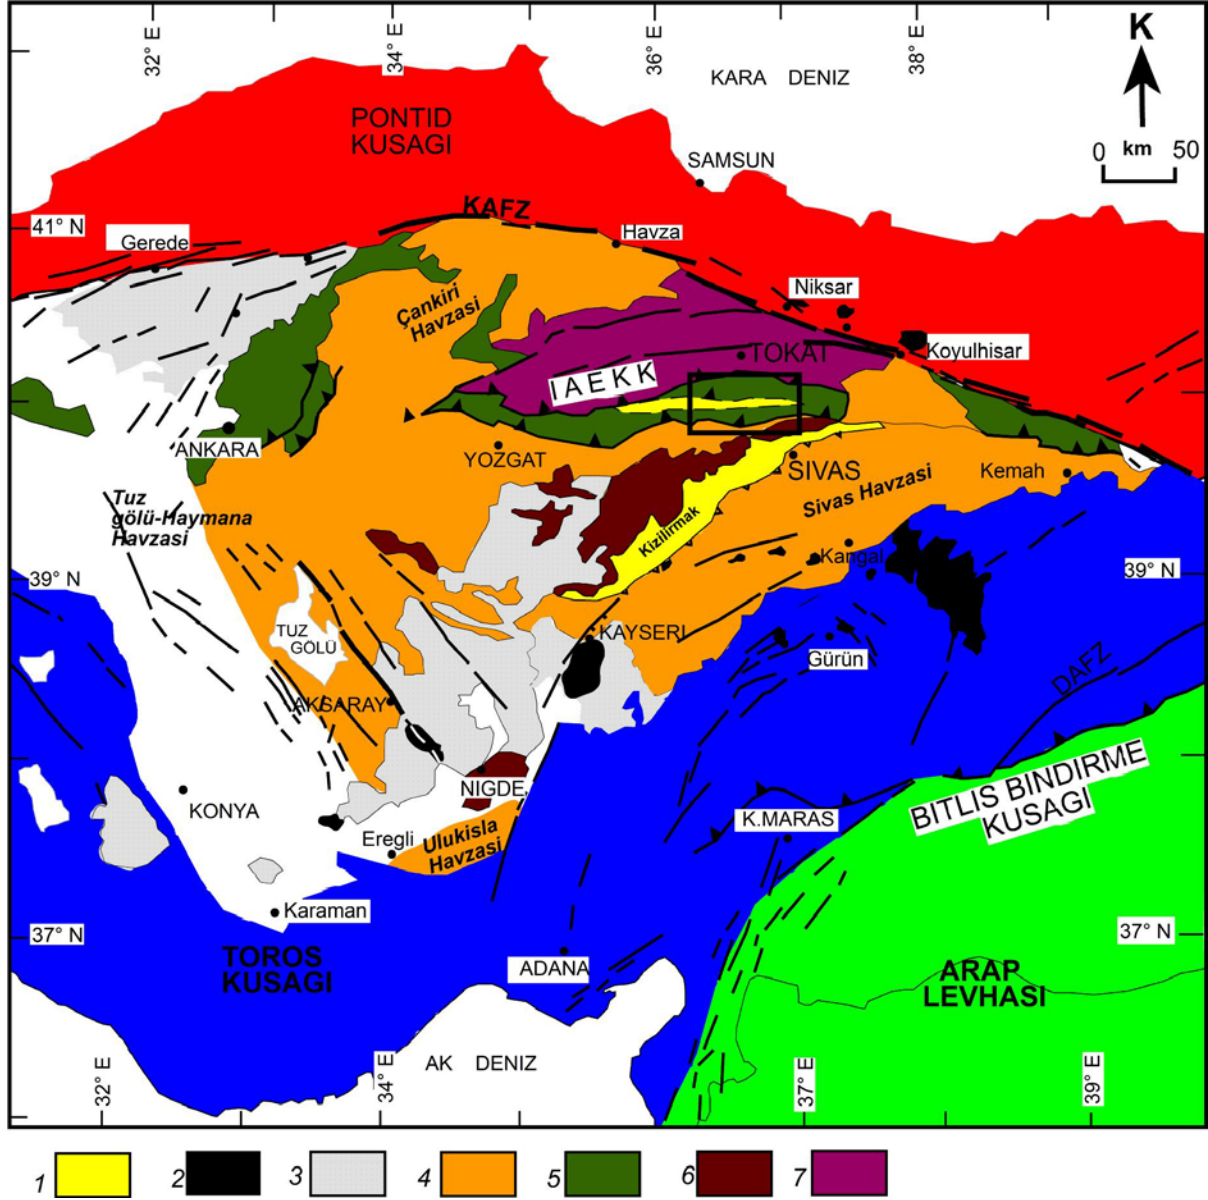 32° E
34° E
36° E
38° E
K
KARA DENIZ
0 km 50
PONTID
KUSAGI
SAMSUN
KAFZ
41° N
Gerede
Havza
Niksar
Çankiri
Havzasi
TOKAT
Koyulhisar
IAEKK
ANKARA
YOZGAT
SIVAS
Kemah
Sivas Havzasi
Tuz
gölü-Haymana
Havzasi
Kizilirmak
Kangal
39° N
39° N
TUZ
GÖLÜ
KAYSERI
Gürün
DAFZ
AKSARAY
NIGDE
BITLIS BINDIRME
KUSAGI
KONYA
K.MARAS
Eregli
Ulukisla
Havzasi
Karaman
37° N
37° N
TOROS
KUSAGI
ADANA
ARAP
LEVHASI
AK DENIZ
32° E
34° E
37° E
39° E
1 2 3 4 5 6 7